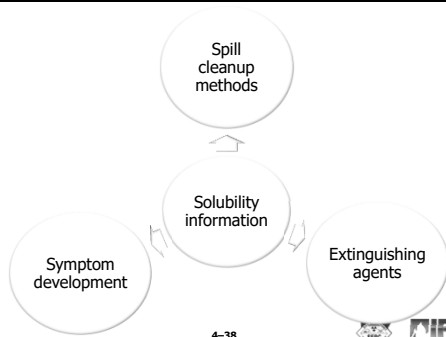 Spill
cleanup
methods
Solubility
information
Symptom
development
Extinguishing
agents
4–38